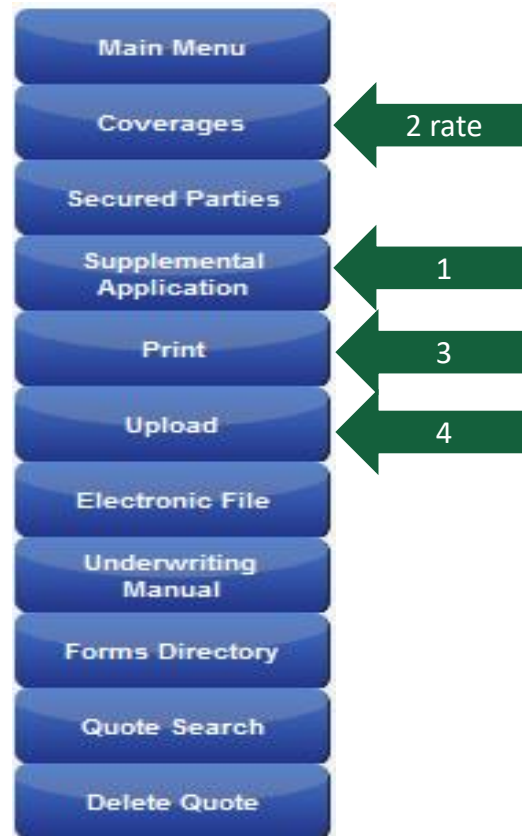 Main Menu
Coverages
2 rate
Secured Parties
Supplemental
Application
1
Print
3
Upload
4
Electronic File
Underwriting
Manual
Forms Directory
Quote Search
Delete Quote